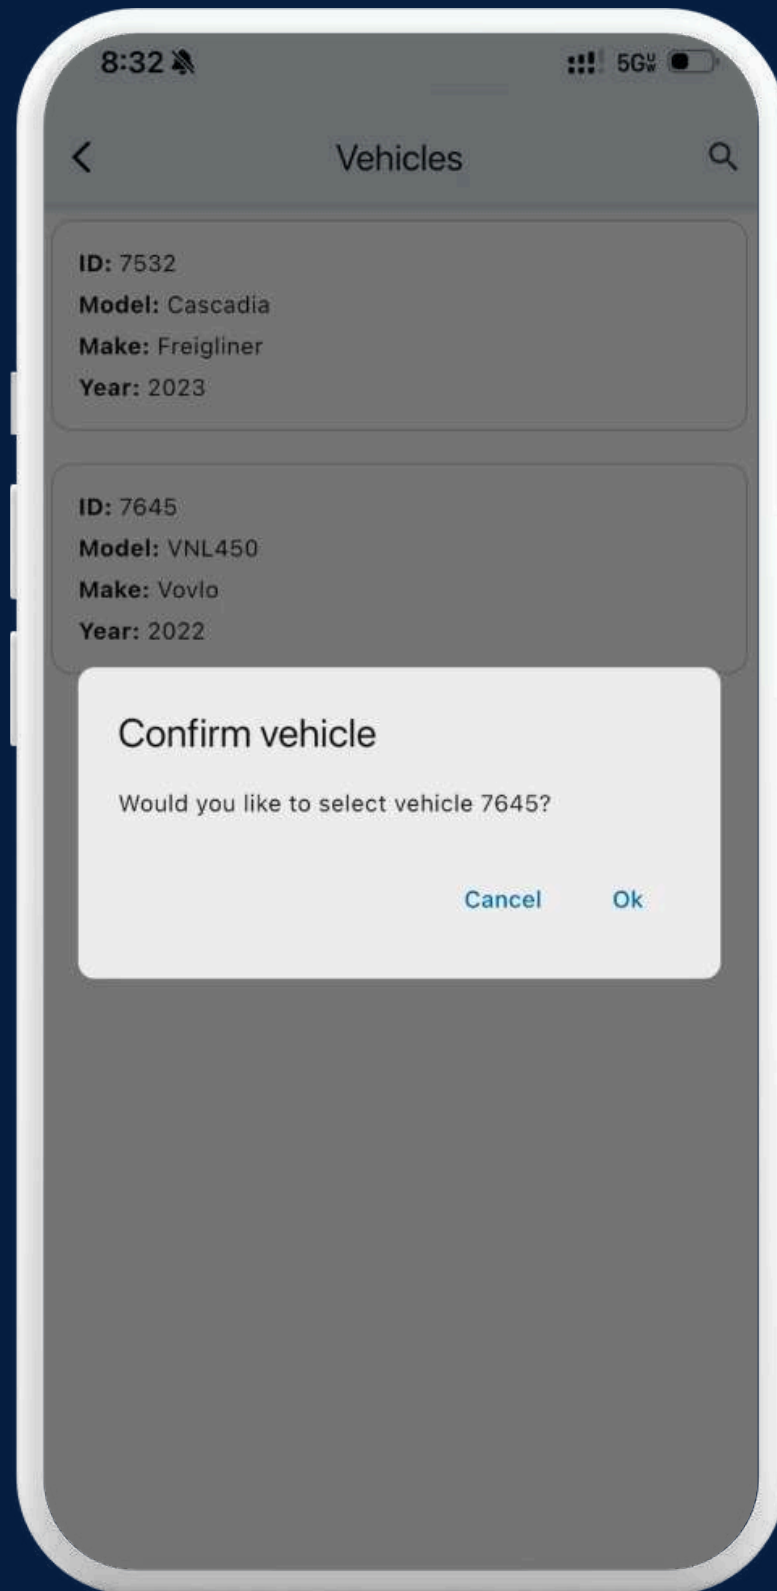 8:32
5G UW
Vehicles
ID: 7532
Model: Cascadia
Make: Freigliner
Year: 2023
ID: 7645
Model: VNL450
Make: Vovlo
Year: 2022
Confirm vehicle
Would you like to select vehicle 7645?
Cancel Ok